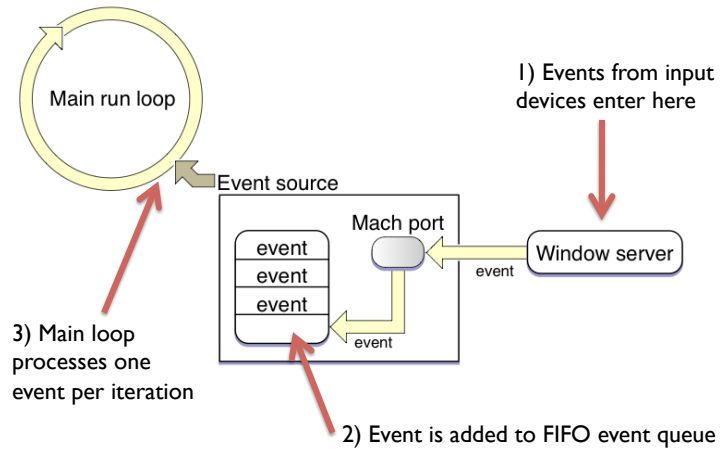 1) Events from input
devices enter here
Main run loop
Event source
Mach port
event
event
event
Window server
event
event
3) Main loop
processes one
event per iteration
2) Event is added to FIFO event queue